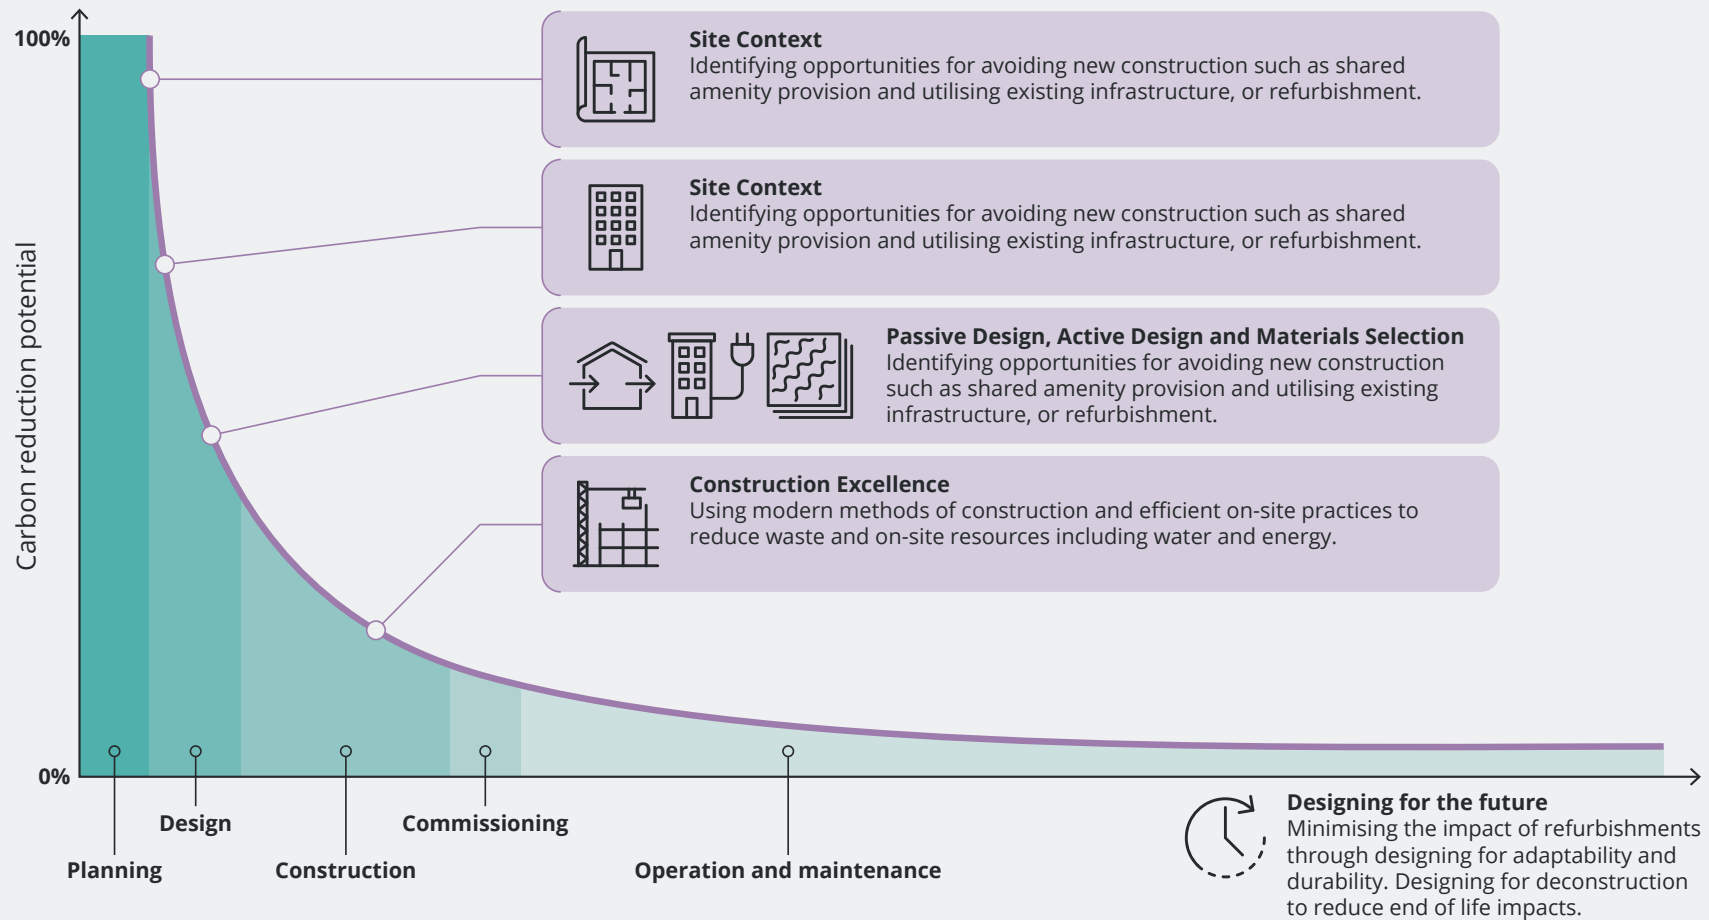 100%
Carbon reduction potential
0%
Site Context
Identifying opportunities for avoiding new construction such as shared
amenity provision and utilising existing infrastructure, or refurbishment.
Site Context
Identifying opportunities for avoiding new construction such as shared
amenity provision and utilising existing infrastructure, or refurbishment.
Passive Design, Active Design and Materials Selection
Identifying opportunities for avoiding new construction
such as shared amenity provision and utilising existing
infrastructure, or refurbishment.
Construction Excellence
Using modern methods of construction and efficient on-site practices to
reduce waste and on-site resources including water and energy.
Planning
Design
Construction
Commissioning
Operation and maintenance
Designing for the future
Minimising the impact of refurbishments
through designing for adaptability and
durability. Designing for deconstruction
to reduce end of life impacts.